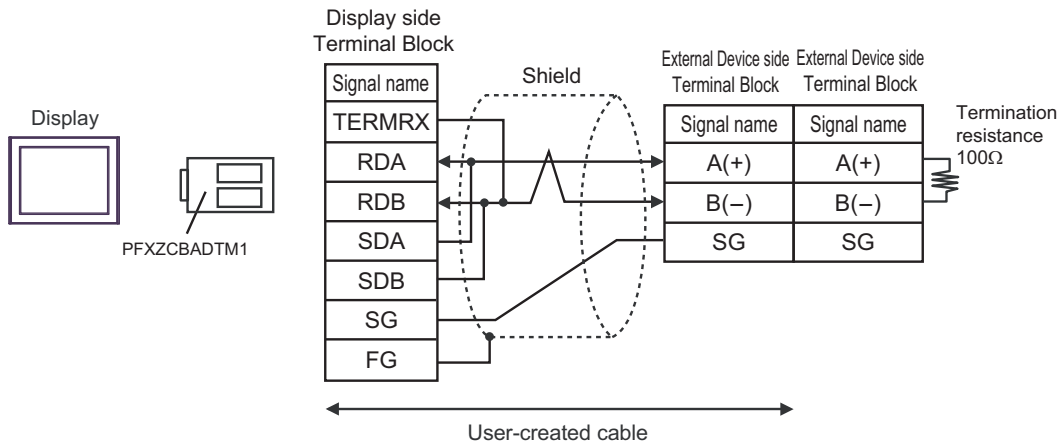 Display side
Terminal Block
Signal name
TERMRX
RDA
RDB
SDA
SDB
SG
FG
Shield
Display
PFXZCBADTM1
External Device side
Terminal Block
Signal name
A(+)
B(−)
SG
External Device side
Terminal Block
Signal name
A(+)
B(−)
SG
Termination
resistance
100Ω
User-created cable